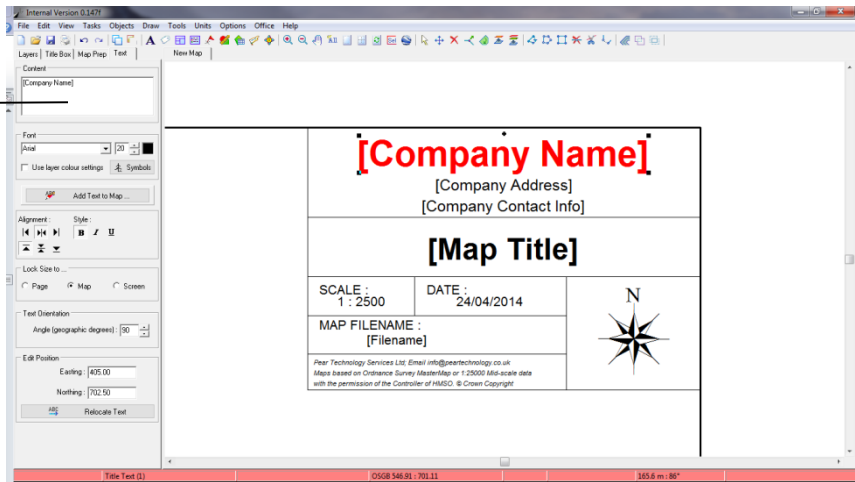 Internal Version 0.147f
File Edit View Tasks Objects Draw Tools Units Options Office Help
Layers Title Box Map Prep Text
New Map
Content
[Company Name]
Font
Arial 20
Use layer colour settings Symbols
ABC Add Text to Map ...
Alignment : Style :
B I U
Lock Size to ...
Page Map Screen
Text Orientation
Angle (geographic degrees) : 90
Edit Position
Easting : 405.00
Northing : 702.50
ABC Relocate Text
[Company Name]
[Company Address]
[Company Contact Info]
[Map Title]
SCALE :
1 : 2500
DATE :
24/04/2014
N
MAP FILENAME :
[Filename]
Pear Technology Services Ltd; Email info@peartechnology.co.uk
Maps based on Ordnance Survey MasterMap or 1:25000 Mid-scale data
with the permission of the Controller of HMSO. © Crown Copyright
Title Text (1) OSGB 546.91 : 701.11 165.6 m : 86°